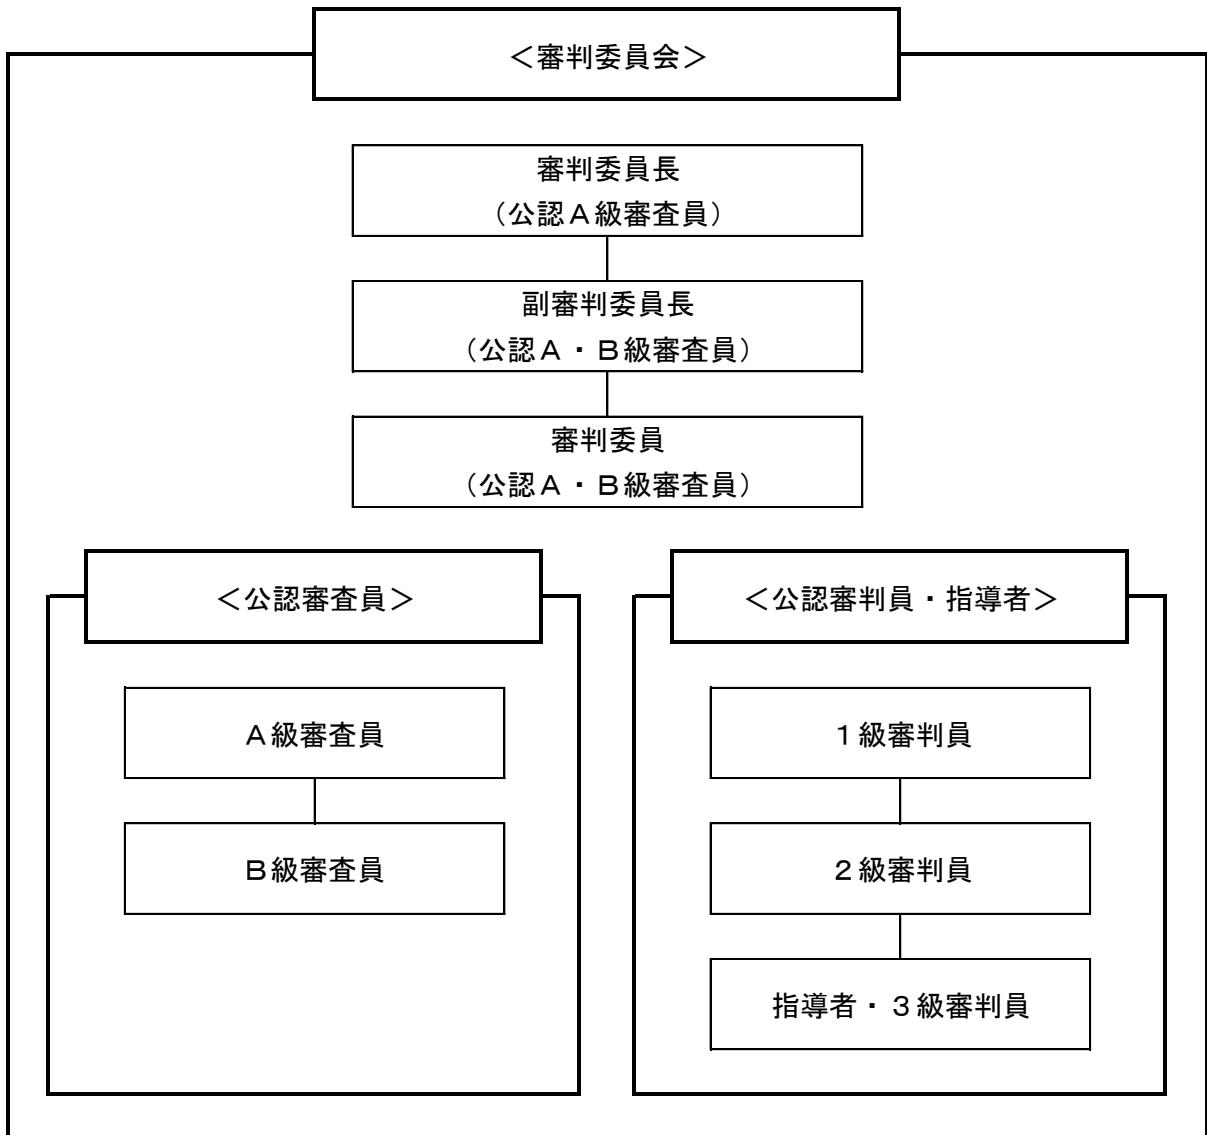 ＜審判委員会＞
審判委員長
（公認Ａ級審査員）
副審判委員長
（公認Ａ・Ｂ級審査員）
審判委員
（公認Ａ・Ｂ級審査員）
＜公認審査員＞
Ａ級審査員
Ｂ級審査員
＜公認審判員・指導者＞
１級審判員
２級審判員
指導者・３級審判員